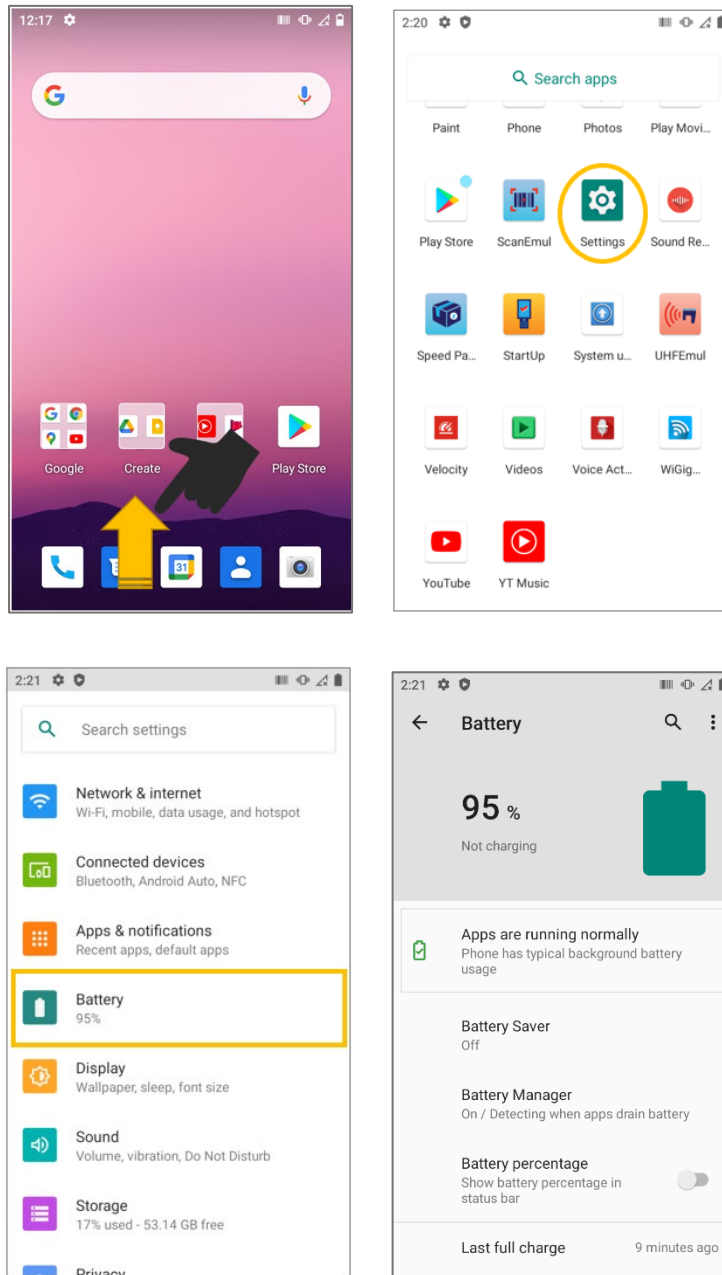 12:17
Google
Create
Play Store
31
2:20
Search apps
Paint
Phone
Photos
Play Movi...
Play Store
ScanEmul
Settings
Sound Re...
Speed Pa...
StartUp
System u...
UHFEmul
Velocity
Videos
Voice Act...
WiGig...
YouTube
YT Music
2:21
Search settings
Network & internet
Wi-Fi, mobile, data usage, and hotspot
Connected devices
Bluetooth, Android Auto, NFC
Apps & notifications
Recent apps, default apps
Battery
95%
Display
Wallpaper, sleep, font size
Sound
Volume, vibration, Do Not Disturb
Storage
17% used - 53.14 GB free
Privacy
2:21
Battery
95 %
Not charging
Apps are running normally
Phone has typical background battery
usage
Battery Saver
Off
Battery Manager
On / Detecting when apps drain battery
Battery percentage
Show battery percentage in
status bar
Last full charge
9 minutes ago